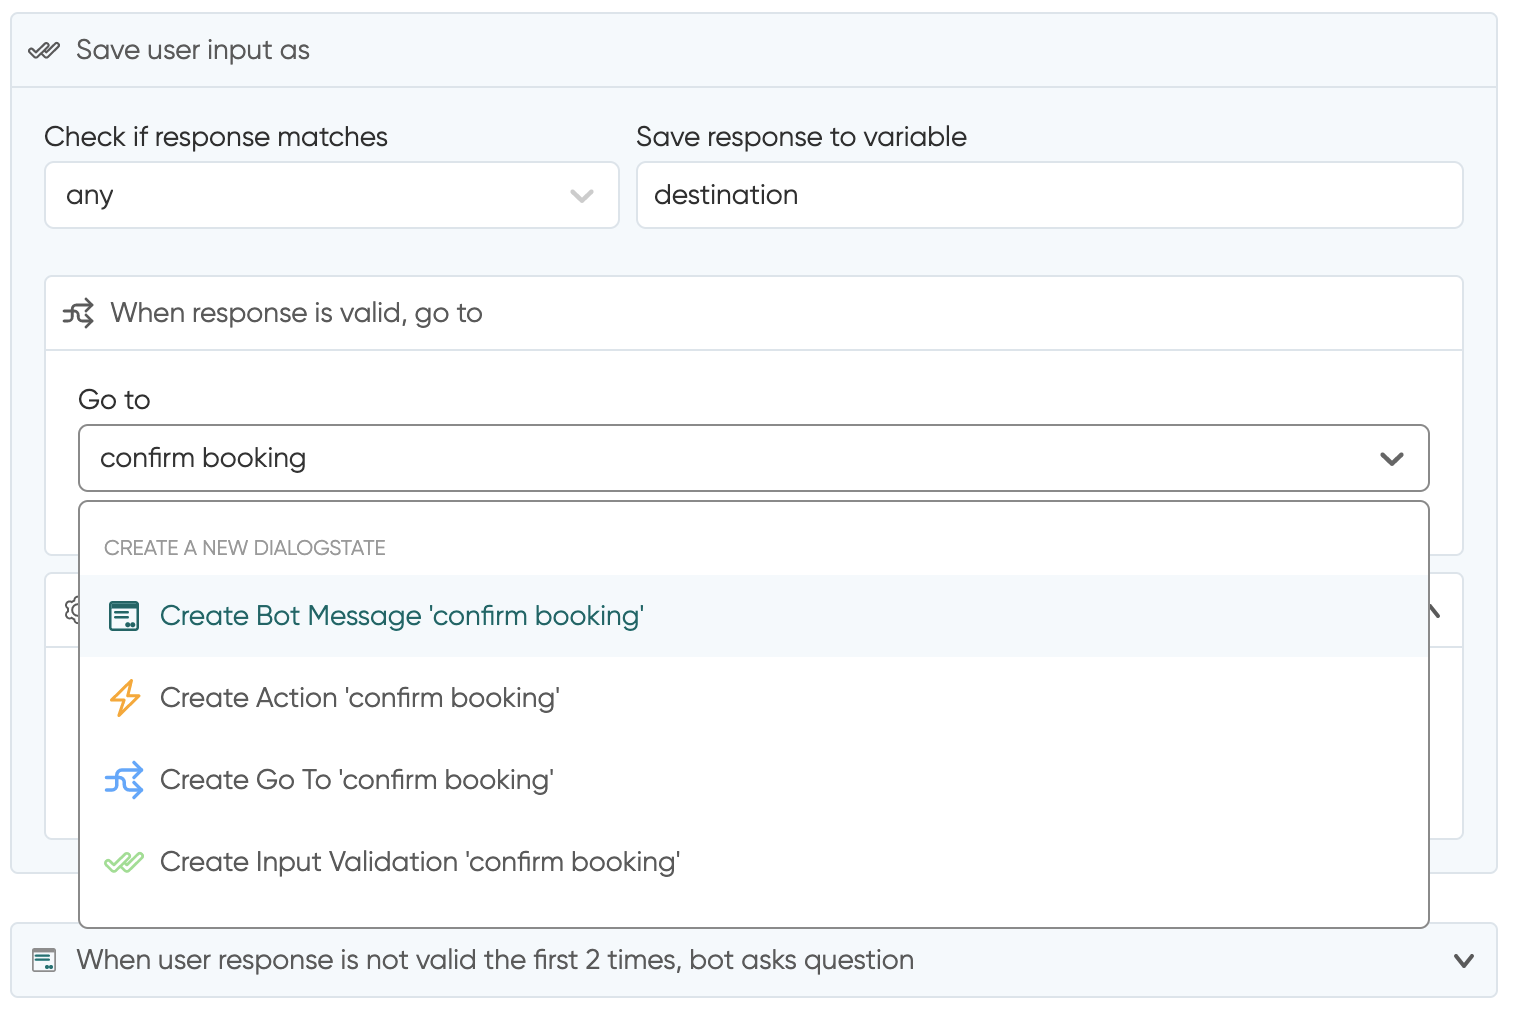 Save user input as
Check if response matches
Save response to variable
any
destination
When response is valid, go to
Go to
confirm booking
CREATE A NEW DIALOGSTATE
Create Bot Message 'confirm booking'
Create Action 'confirm booking'
Create Go To 'confirm booking'
Create Input Validation 'confirm booking'
When user response is not valid the first 2 times, bot asks question